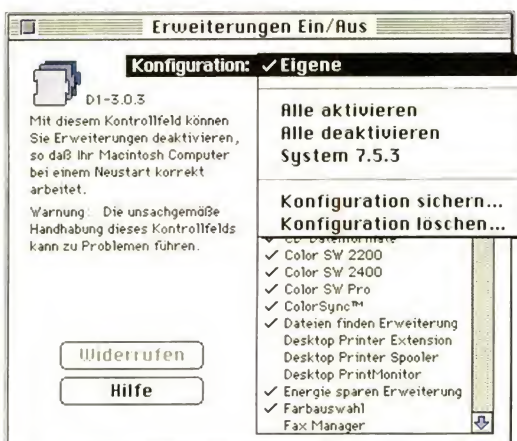 Erweiterungen Ein/Aus
Konfiguration: ✓ Eigene
D1-3.0.3
Mit diesem Kontrollfeld können
Sie Erweiterungen deaktivieren,
so daß Ihr Macintosh Computer
bei einem Neustart korrekt
arbeitet.
Warnung: Die unsachgemäße
Handhabung dieses Kontrollfelds
kann zu Problemen führen.
Widerrufen
Hilfe
Alle aktivieren
Alle deaktivieren
System 7.5.3
Konfiguration sichern...
Konfiguration löschen...
CD Dateiformate
✓ Color SW 2200
✓ Color SW 2400
✓ Color SW Pro
✓ ColorSync™
✓ Dateien finden Erweiterung
Desktop Printer Extension
Desktop Printer Spooler
Desktop PrintMonitor
✓ Energie sparen Erweiterung
✓ Farbauswahl
Fax Manager